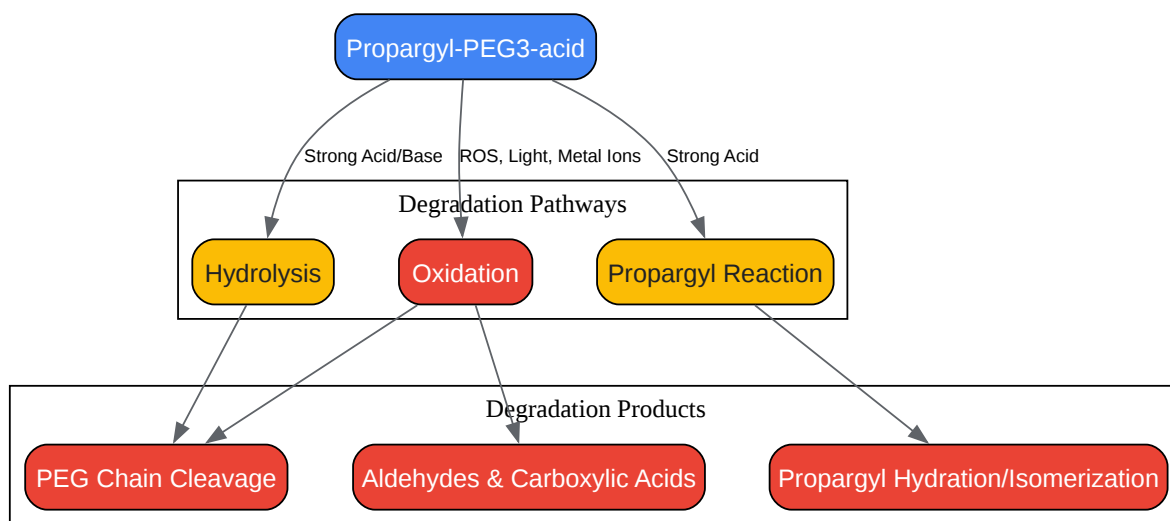 Propargyl-PEG3-acid
Strong Acid/Base
ROS, Light, Metal Ions
Strong Acid
Degradation Pathways
Hydrolysis
Oxidation
Propargyl Reaction
Degradation Products
PEG Chain Cleavage
Aldehydes & Carboxylic Acids
Propargyl Hydration/Isomerization